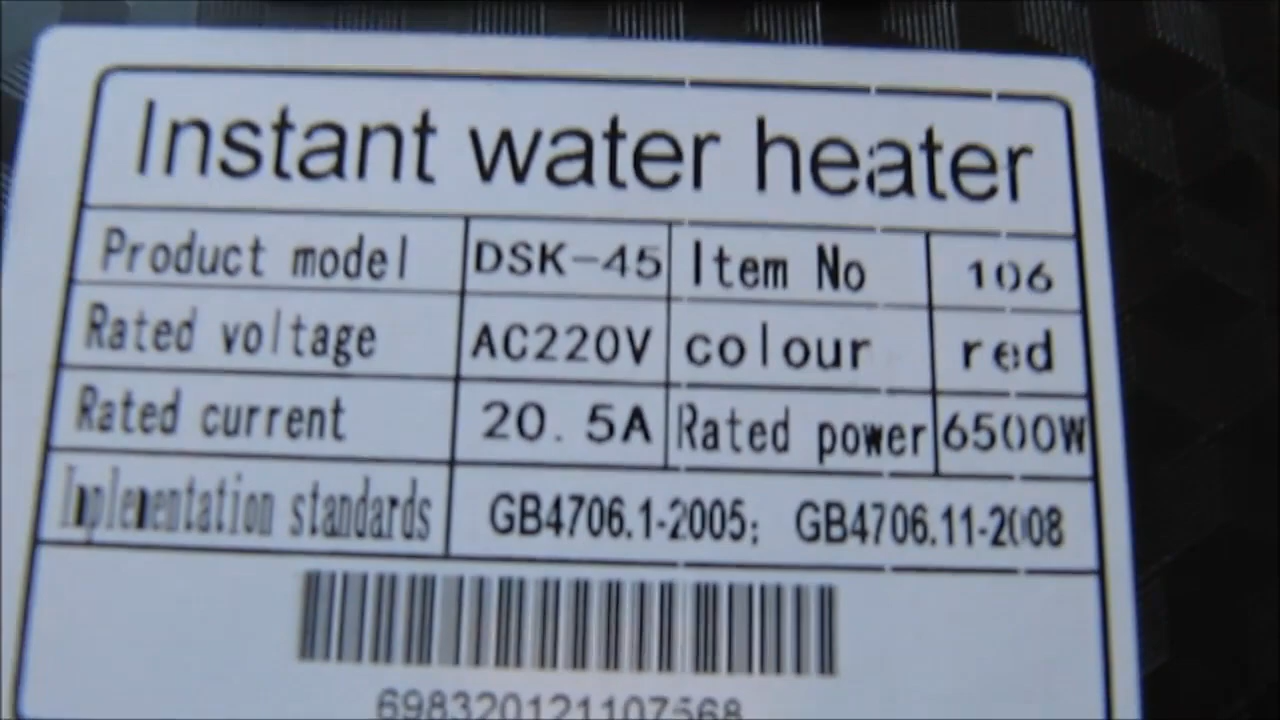 Instant water heater
Product model DSK-45 Item No 106
Rated voltage AC220V colour red
Rated current 20.5A Rated power 6500W
Implementation standards GB4706.1-2005; GB4706.11-2008
698320121107568